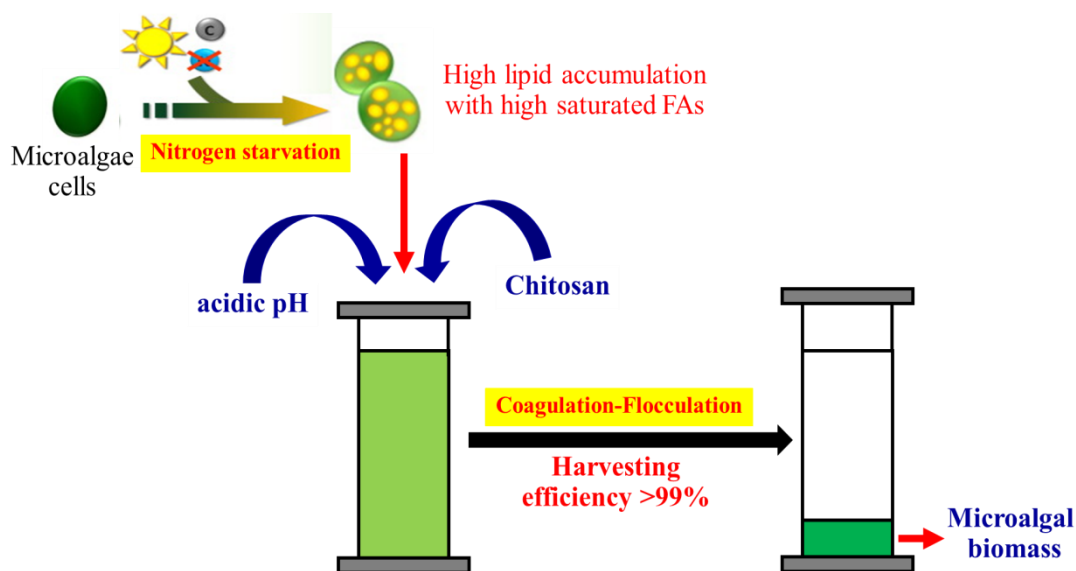 C
High lipid accumulation
with high saturated FAs
Nitrogen starvation
Microalgae
cells
acidic pH
Chitosan
Coagulation-Flocculation
Harvesting
efficiency >99%
Microalgal
biomass